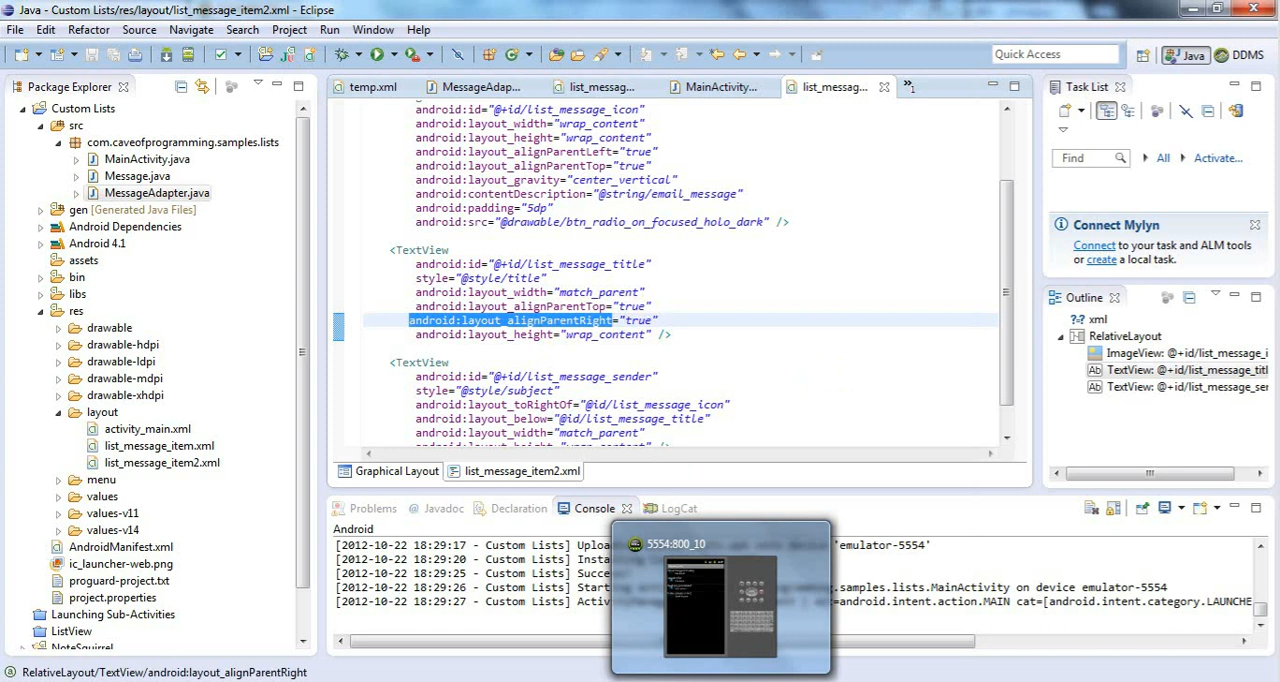 Java - Custom Lists/res/layout/list_message_item2.xml - Eclipse
File Edit Refactor Source Navigate Search Project Run Window Help
Quick Access
Java
DDMS
Package Explorer
Custom Lists
src
com.caveofprogramming.samples.lists
MainActivity.java
Message.java
MessageAdapter.java
gen [Generated Java Files]
Android Dependencies
Android 4.1
assets
bin
libs
res
drawable
drawable-hdpi
drawable-ldpi
drawable-mdpi
drawable-xhdpi
layout
activity_main.xml
list_message_item.xml
list_message_item2.xml
menu
values
values-v11
values-v14
AndroidManifest.xml
ic_launcher-web.png
proguard-project.txt
project.properties
Launching Sub-Activities
ListView
NoteSquirrel
temp.xml
MessageAdap...
list_messag...
MainActivity....
list_messag...
»1
android:id="@+id/list_message_icon"
android:layout_width="wrap_content"
android:layout_height="wrap_content"
android:layout_alignParentLeft="true"
android:layout_alignParentTop="true"
android:layout_gravity="center_vertical"
android:contentDescription="@string/email_message"
android:padding="5dp"
android:src="@drawable/btn_radio_on_focused_holo_dark" />
<TextView
android:id="@+id/list_message_title"
style="@style/title"
android:layout_width="match_parent"
android:layout_alignParentTop="true"
android:layout_alignParentRight="true"
android:layout_height="wrap_content" />
<TextView
android:id="@+id/list_message_sender"
style="@style/subject"
android:layout_toRightOf="@id/list_message_icon"
android:layout_below="@id/list_message_title"
android:layout_width="match_parent"
Graphical Layout
list_message_item2.xml
Task List
Find
All
Activate...
Connect Mylyn
Connect to your task and ALM tools
or create a local task.
Outline
xml
RelativeLayout
ImageView: @+id/list_message_i
TextView: @+id/list_message_titl
TextView: @+id/list_message_ser
Problems @ Javadoc Declaration Console LogCat
Android
[2012-10-22 18:29:17 - Custom Lists]
'emulator-5554'
[2012-10-22 18:29:17 - Custom Lists]
[2012-10-22 18:29:26 - Custom Lists]
[2012-10-22 18:29:26 - Custom Lists]
.samples.lists.MainActivity on device emulator-5554
[2012-10-22 18:29:27 - Custom Lists]
=android.intent.action.MAIN cat=[android.intent.category.LAUNCHE
5554:800_10
RelativeLayout/TextView/android:layout_alignParentRight